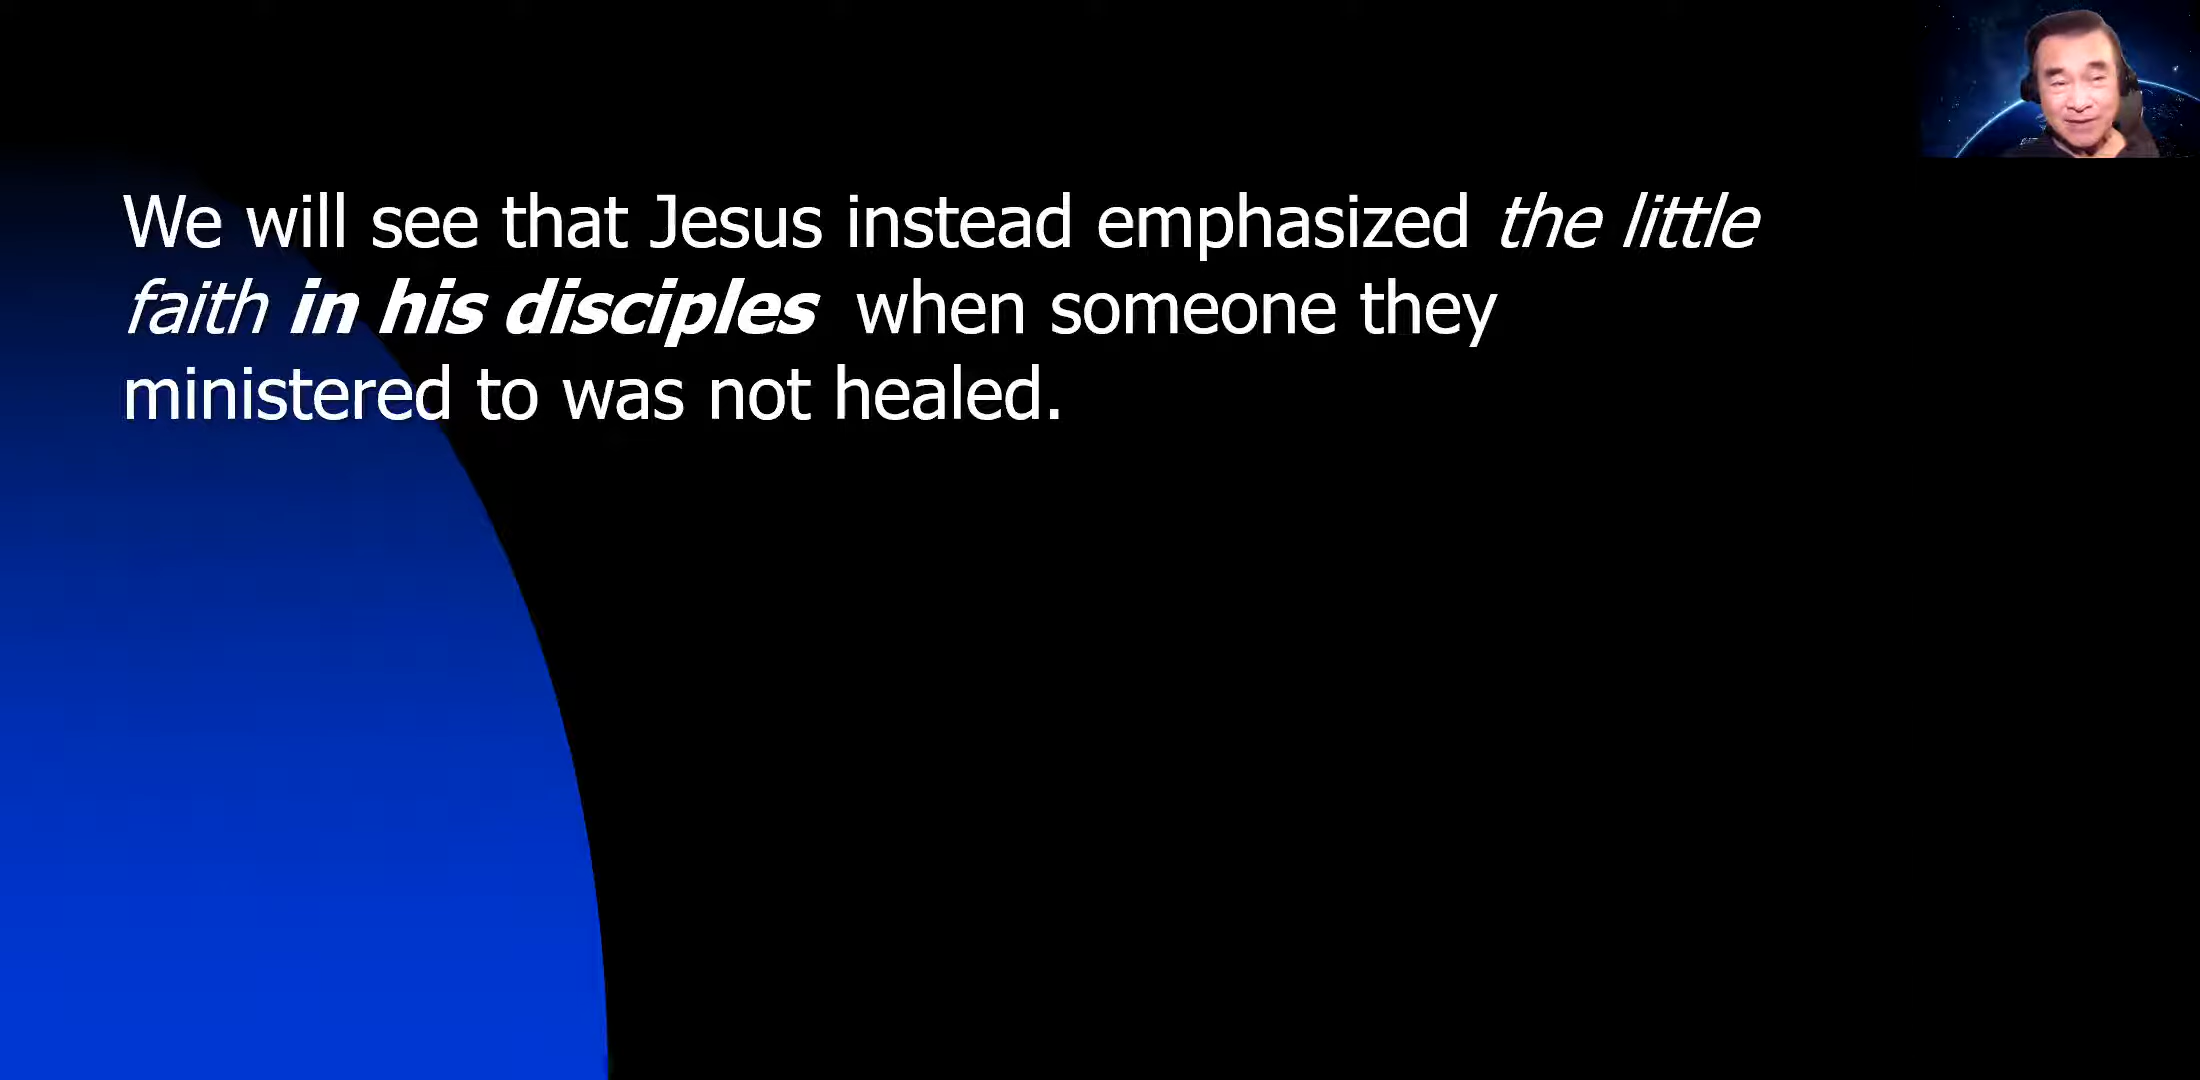 We will see that Jesus instead emphasized the little
faith in his disciples when someone they
ministered to was not healed.